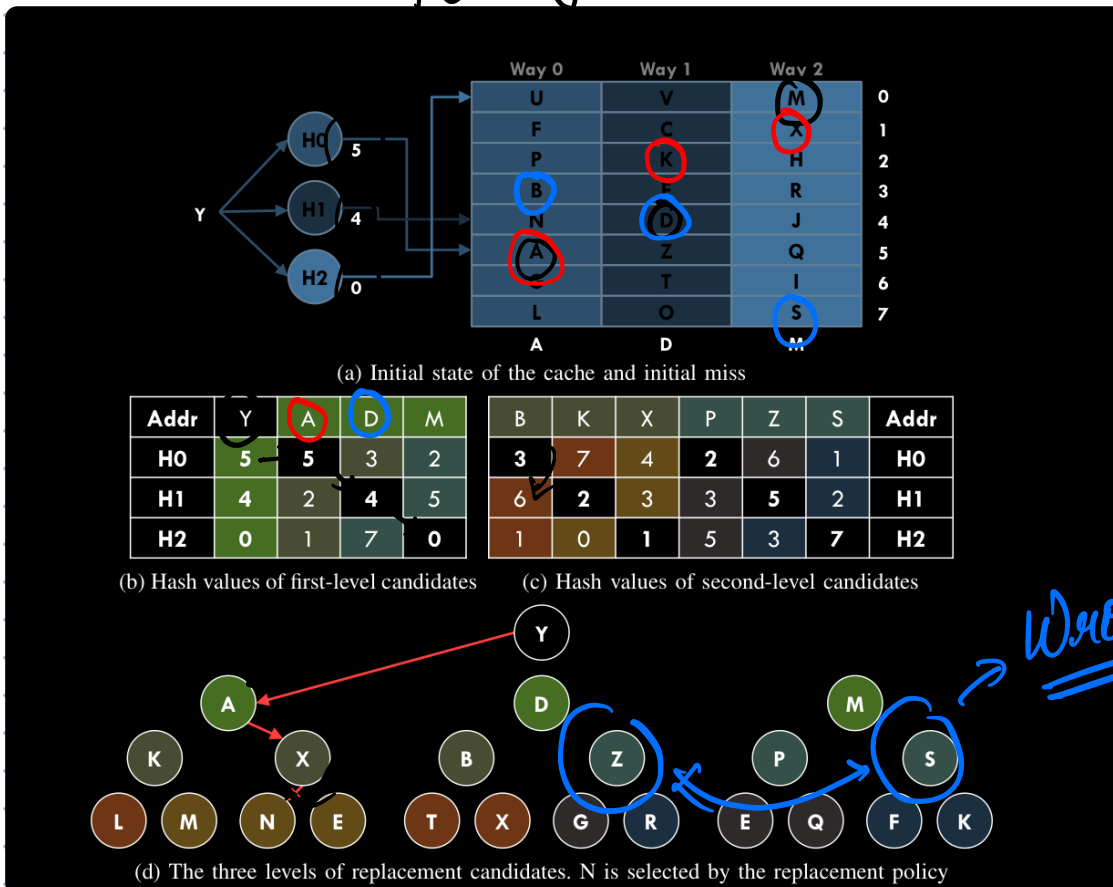 Way 0 Way 1 Way 2
U V M 0
F C X 1
H0 5
P K H 2
B E R 3
Y H1 4
N D J 4
A Z Q 5
H2 0
T I 6
L O S 7
A D M
(a) Initial state of the cache and initial miss
Addr Y A D M
H0 5 5 3 2
H1 4 2 4 5
H2 0 1 7 0
B K X P Z S Addr
3 7 4 2 6 1 H0
6 2 3 3 5 2 H1
1 0 1 5 3 7 H2
(b) Hash values of first-level candidates
(c) Hash values of second-level candidates
Y
A D M
K X B Z P S
L M N E T X G R E Q F K
(d) The three levels of replacement candidates. N is selected by the replacement policy